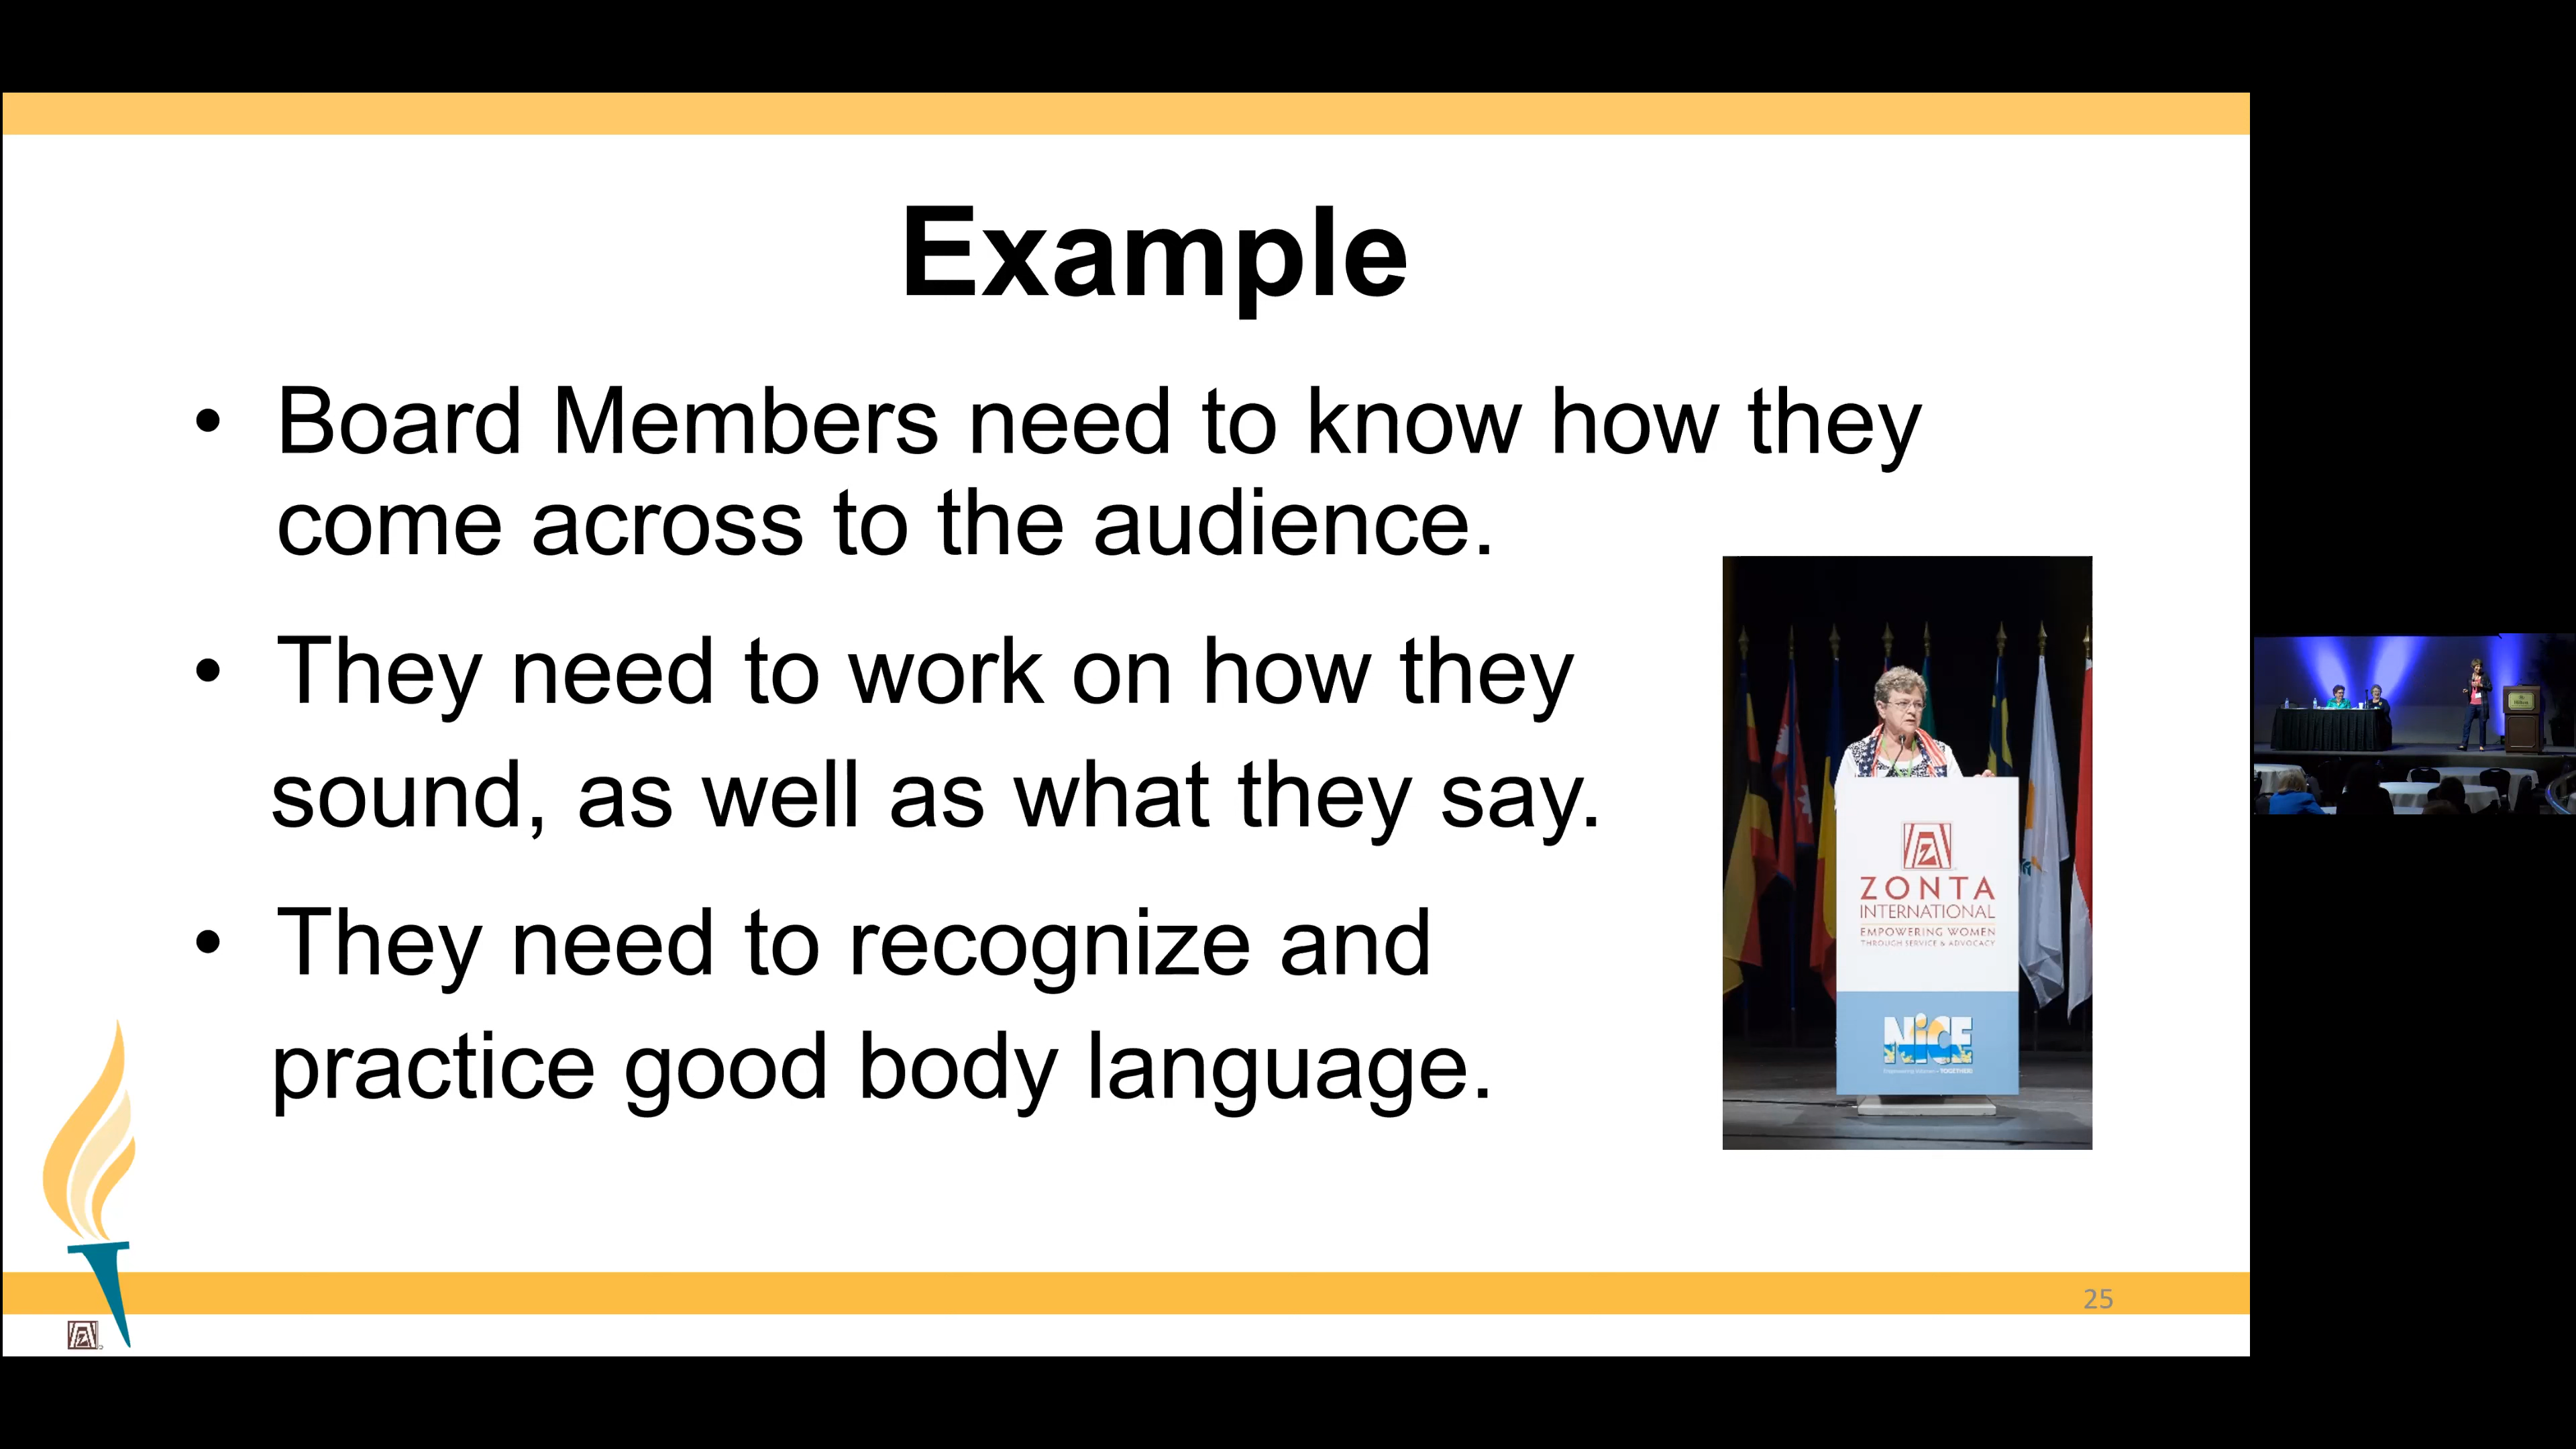 Example
• Board Members need to know how they
come across to the audience.
• They need to work on how they
sound, as well as what they say.
• They need to recognize and
practice good body language.
ZONTA
INTERNATIONAL
EMPOWERING WOMEN
THROUGH SERVICE & ADVOCACY
NiCE
25